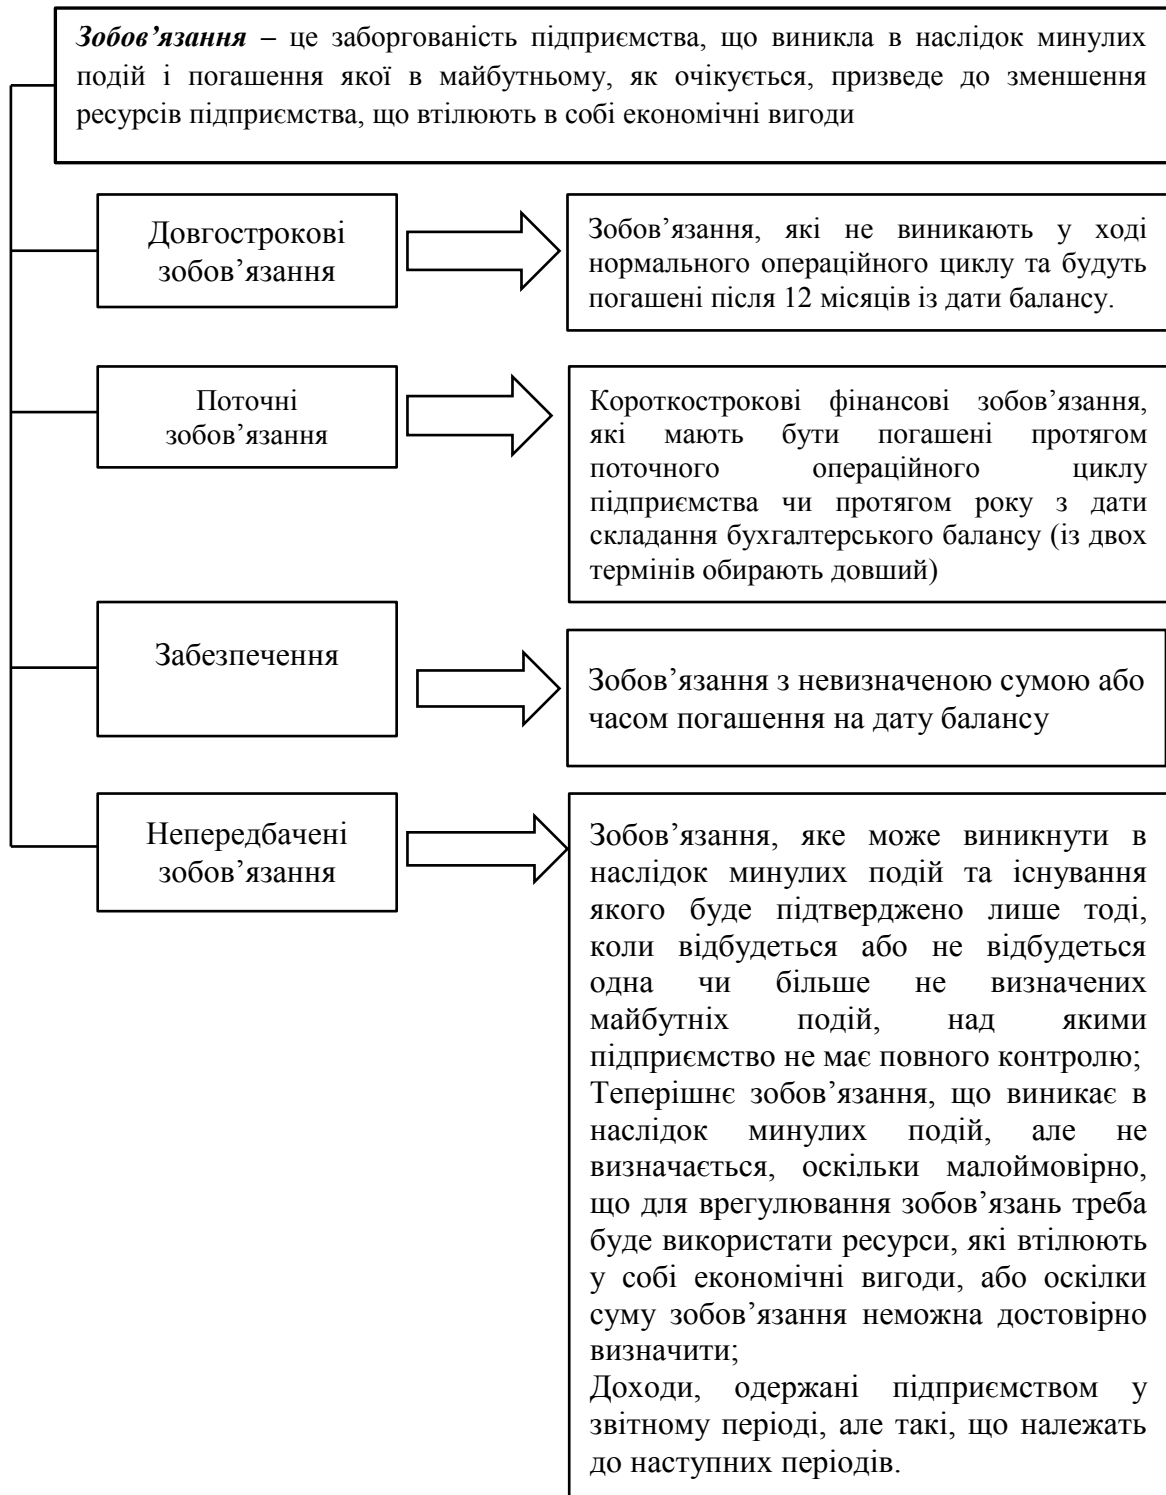 Зобов’язання – це заборгованість підприємства, що виникла в наслідок минулих
подій і погашення якої в майбутньому, як очікується, призведе до зменшення
ресурсів підприємства, що втілюють в собі економічні вигоди
Довгострокові
зобов’язання
Зобов’язання, які не виникають у ході
нормального операційного циклу та будуть
погашені після 12 місяців із дати балансу.
Поточні
зобов’язання
Короткострокові фінансові зобов’язання,
які мають бути погашені протягом
поточного операційного циклу
підприємства чи протягом року з дати
складання бухгалтерського балансу (із двох
термінів обирають довший)
Забезпечення
Зобов’язання з невизначеною сумою або
часом погашення на дату балансу
Непередбачені
зобов’язання
Зобов’язання, яке може виникнути в
наслідок минулих подій та існування
якого буде підтверджено лише тоді,
коли відбудеться або не відбудеться
одна чи більше не визначених
майбутніх подій, над якими
підприємство не має повного контролю;
Теперішнє зобов’язання, що виникає в
наслідок минулих подій, але не
визначається, оскільки малоймовірно,
що для врегулювання зобов’язань треба
буде використати ресурси, які втілюють
у собі економічні вигоди, або оскілки
суму зобов’язання неможна достовірно
визначити;
Доходи, одержані підприємством у
звітному періоді, але такі, що належать
до наступних періодів.